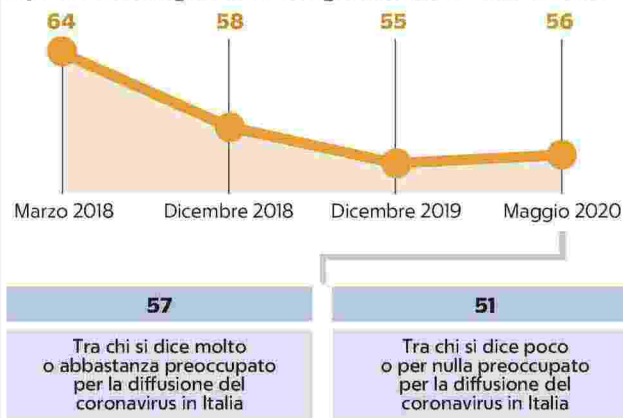 64 58 55 56
Marzo 2018 Dicembre 2018 Dicembre 2019 Maggio 2020
57 51
Tra chi si dice molto
o abbastanza preoccupato
per la diffusione del
coronavirus in Italia
Tra chi si dice poco
o per nulla preoccupato
per la diffusione del
coronavirus in Italia